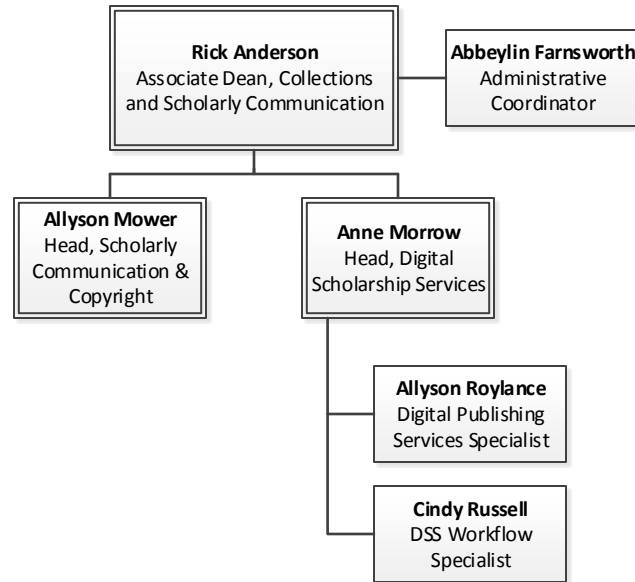 Rick Anderson
Associate Dean, Collections
and Scholarly Communication
Abbeylin Farnsworth
Administrative
Coordinator
Allyson Mower
Head, Scholarly
Communication &
Copyright
Anne Morrow
Head, Digital
Scholarship Services
Allyson Roylance
Digital Publishing
Services Specialist
Cindy Russell
DSS Workflow
Specialist